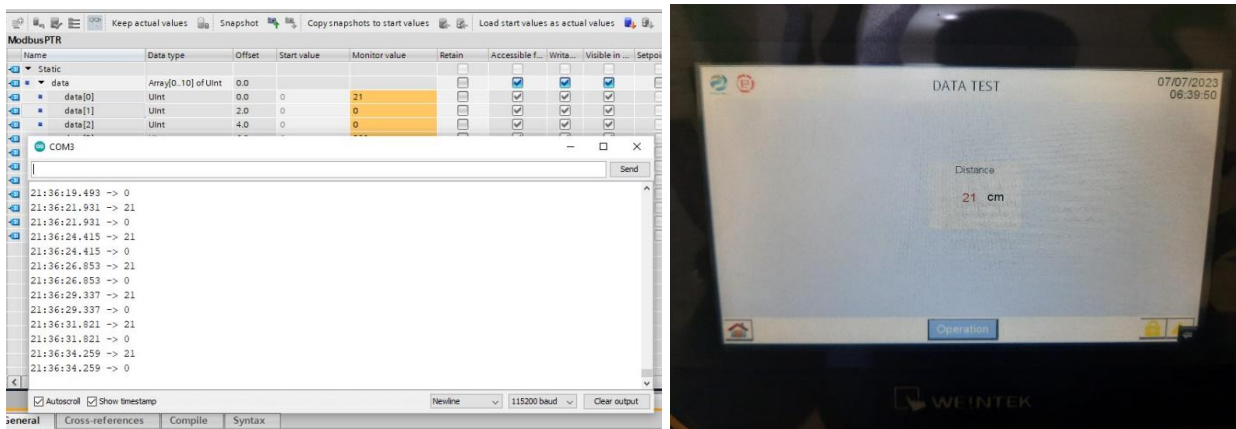 Keep actual values Snapshot Copy snapshots to start values Load start values as actual values
ModbusPTR
Name Data type Offset Start value Monitor value Retain Accessible f... Writa... Visible in ... Setpoi
Static
data Array[0..10] of UInt 0.0
data[0] UInt 0.0 0 21
data[1] UInt 2.0 0 0
data[2] UInt 4.0 0 0
COM3
Send
21:36:19.493 -> 0
21:36:21.931 -> 21
21:36:21.931 -> 0
21:36:24.415 -> 21
21:36:24.415 -> 0
21:36:26.853 -> 21
21:36:26.853 -> 0
21:36:29.337 -> 21
21:36:29.337 -> 0
21:36:31.821 -> 21
21:36:31.821 -> 0
21:36:34.259 -> 21
21:36:34.259 -> 0
Autoscroll Show timestamp Newline 115200 baud Clear output
General Cross-references Compile Syntax
DATA TEST
07/07/2023
06:39:50
Distance
21 cm
Operation
WEINTEK